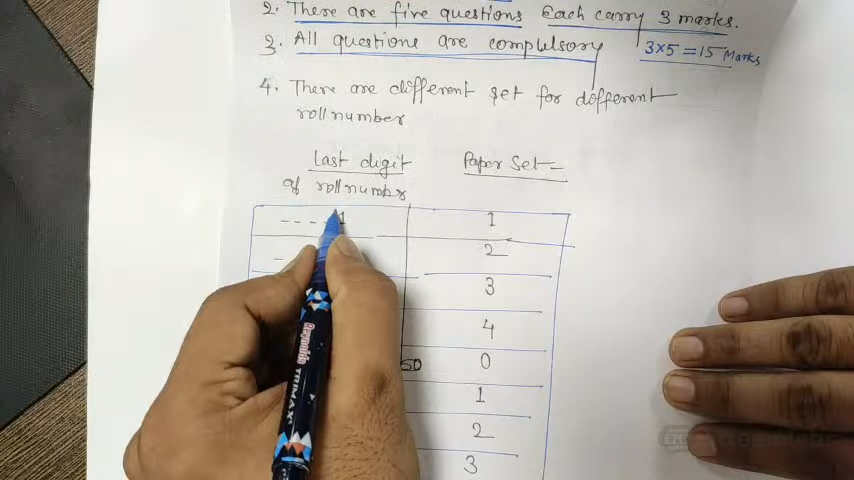 2. There are five questions Each carry 3 marks.
3. All questions are compulsory 3×5=15 Marks
4. There are different set for different
roll number
Last digit Paper Set
of roll number
- - - - 1 1
- 2
3
4
50 0
1
2
3
Reynolds TRIMAX